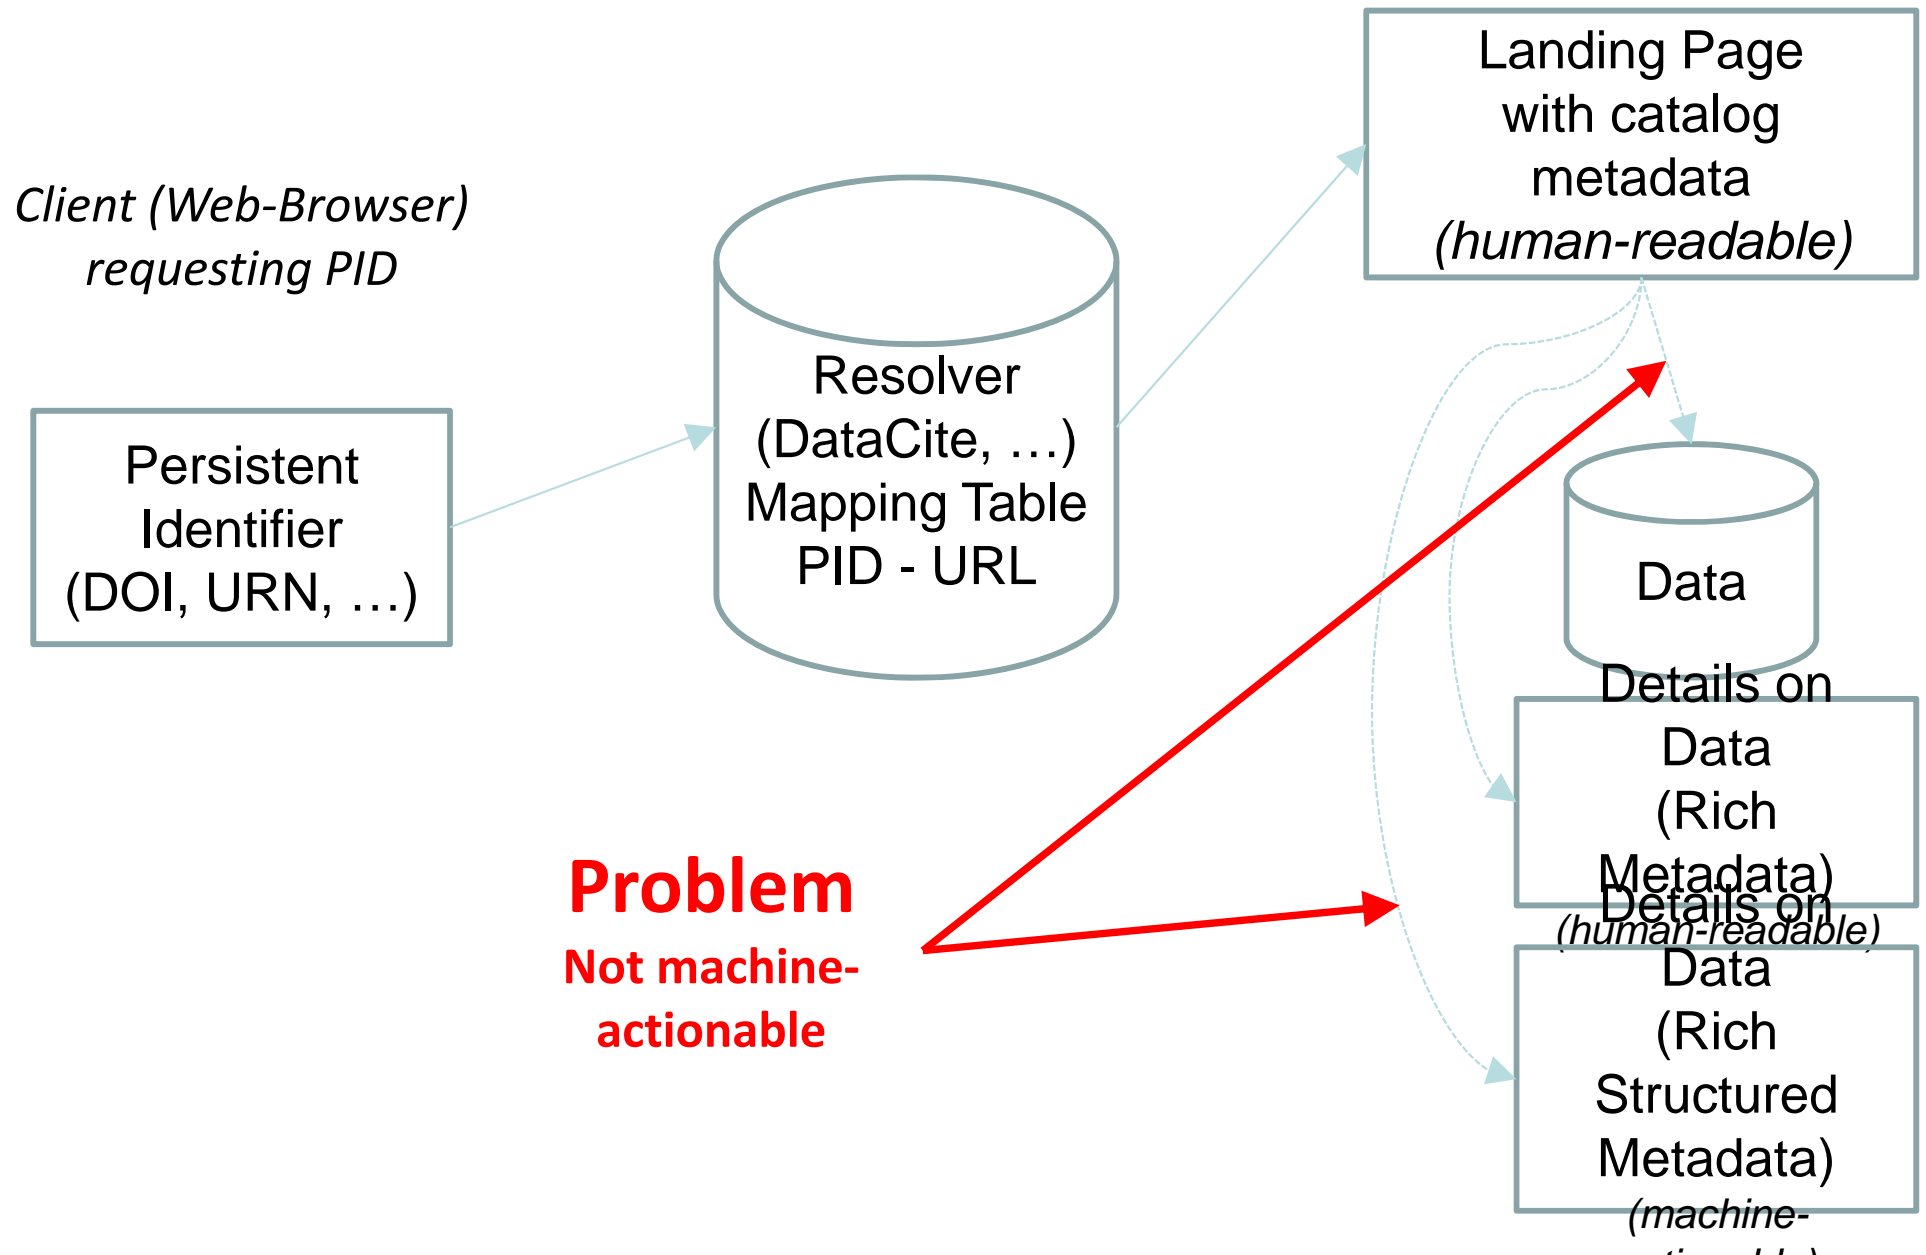 Client (Web-Browser)
requesting PID
Persistent
Identifier
(DOI, URN, …)
Resolver
(DataCite, …)
Mapping Table
PID - URL
Landing Page
with catalog
metadata
(human-readable)
Data
Details on
Data
(Rich
Metadata)
(human-readable)
Details on
Data
(Rich
Structured
Metadata)
(machine-
Problem
Not machine-
actionable